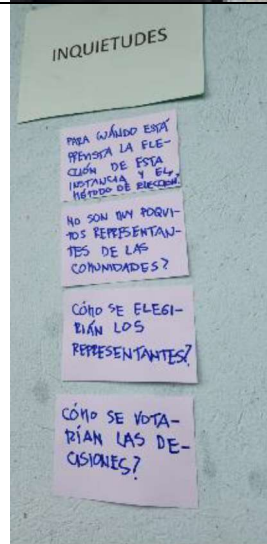 INQUIETUDES
PARA CUÁNDO ESTÁ
PREVISTA LA ELE-
CCIÓN DE ESTA
INSTANCIA Y EL
MÉTODO DE ELECCIÓN.
NO SON MUY POQUI-
TOS REPRESENTAN-
TES DE LAS
COMUNIDADES?
CÓMO SE ELEGI-
RÍAN LOS
REPRESENTANTES?
CÓMO SE VOTA-
RÍAN LAS DE-
CISIONES?